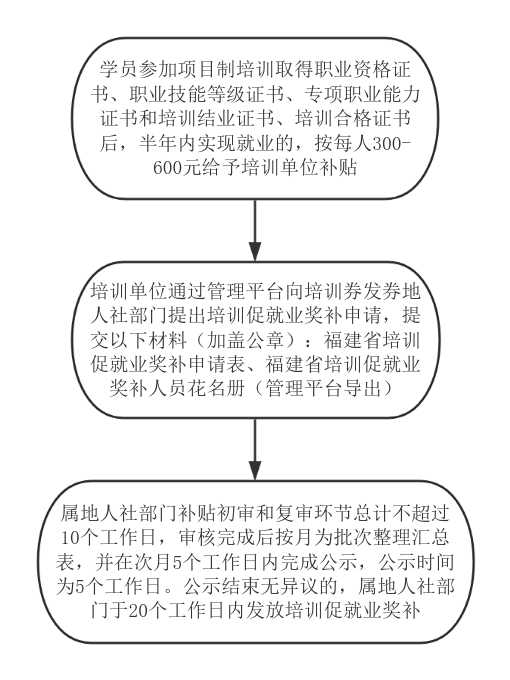 学员参加项目制培训取得职业资格证
书、职业技能等级证书、专项职业能力
证书和培训结业证书、培训合格证书
后，半年内实现就业的，按每人300-
600元给予培训单位补贴
培训单位通过管理平台向培训券发券地
人社部门提出培训促就业奖补申请，提
交以下材料（加盖公章）：福建省培训
促就业奖补申请表、福建省培训促就业
奖补人员花名册（管理平台导出）
属地人社部门补贴初审和复审环节总计不超过
10个工作日，审核完成后按月为批次整理汇总
表，并在次月5个工作日内完成公示，公示时间
为5个工作日。公示结束无异议的，属地人社部
门于20个工作日内发放培训促就业奖补